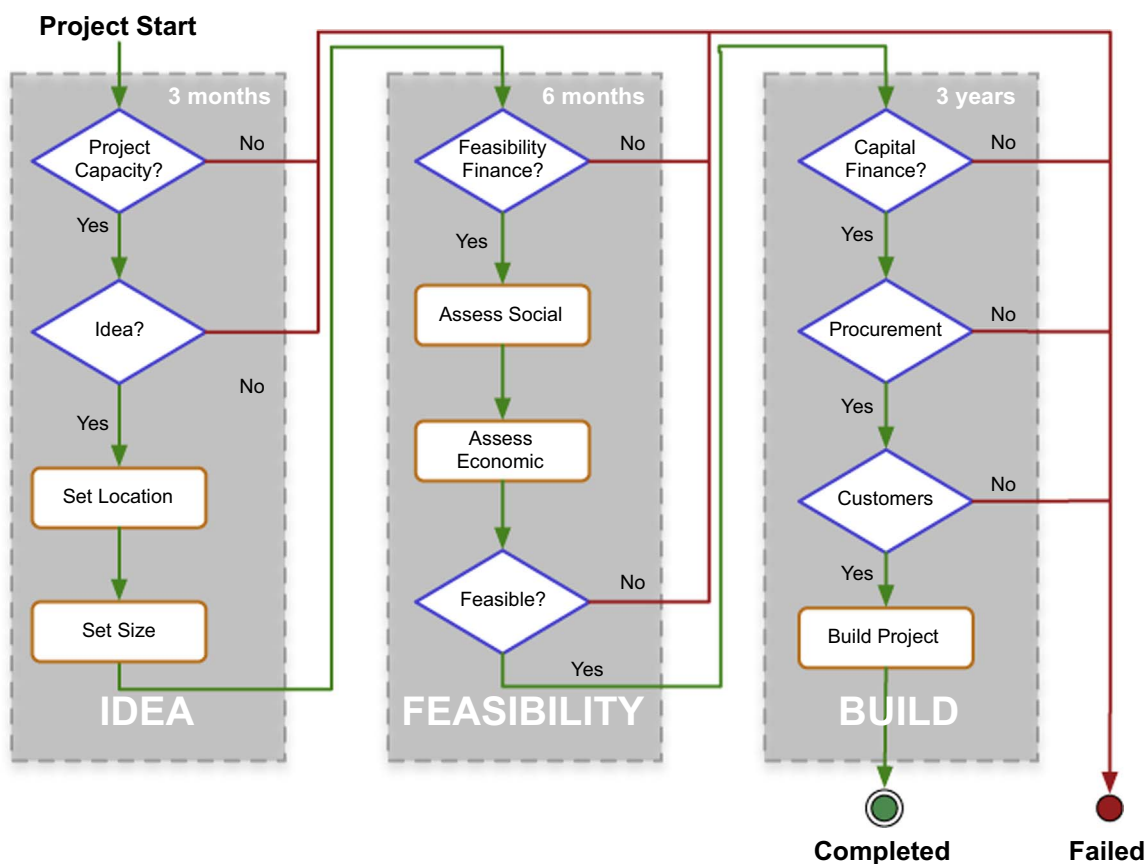 Project Start
3 months
Project
Capacity?
No
Yes
Idea?
No
Yes
Set Location
Set Size
IDEA
6 months
Feasibility
Finance?
No
Yes
Assess Social
Assess
Economic
Feasible?
No
Yes
FEASIBILITY
3 years
Capital
Finance?
No
Yes
Procurement
No
Yes
Customers
No
Yes
Build Project
BUILD
Completed
Failed